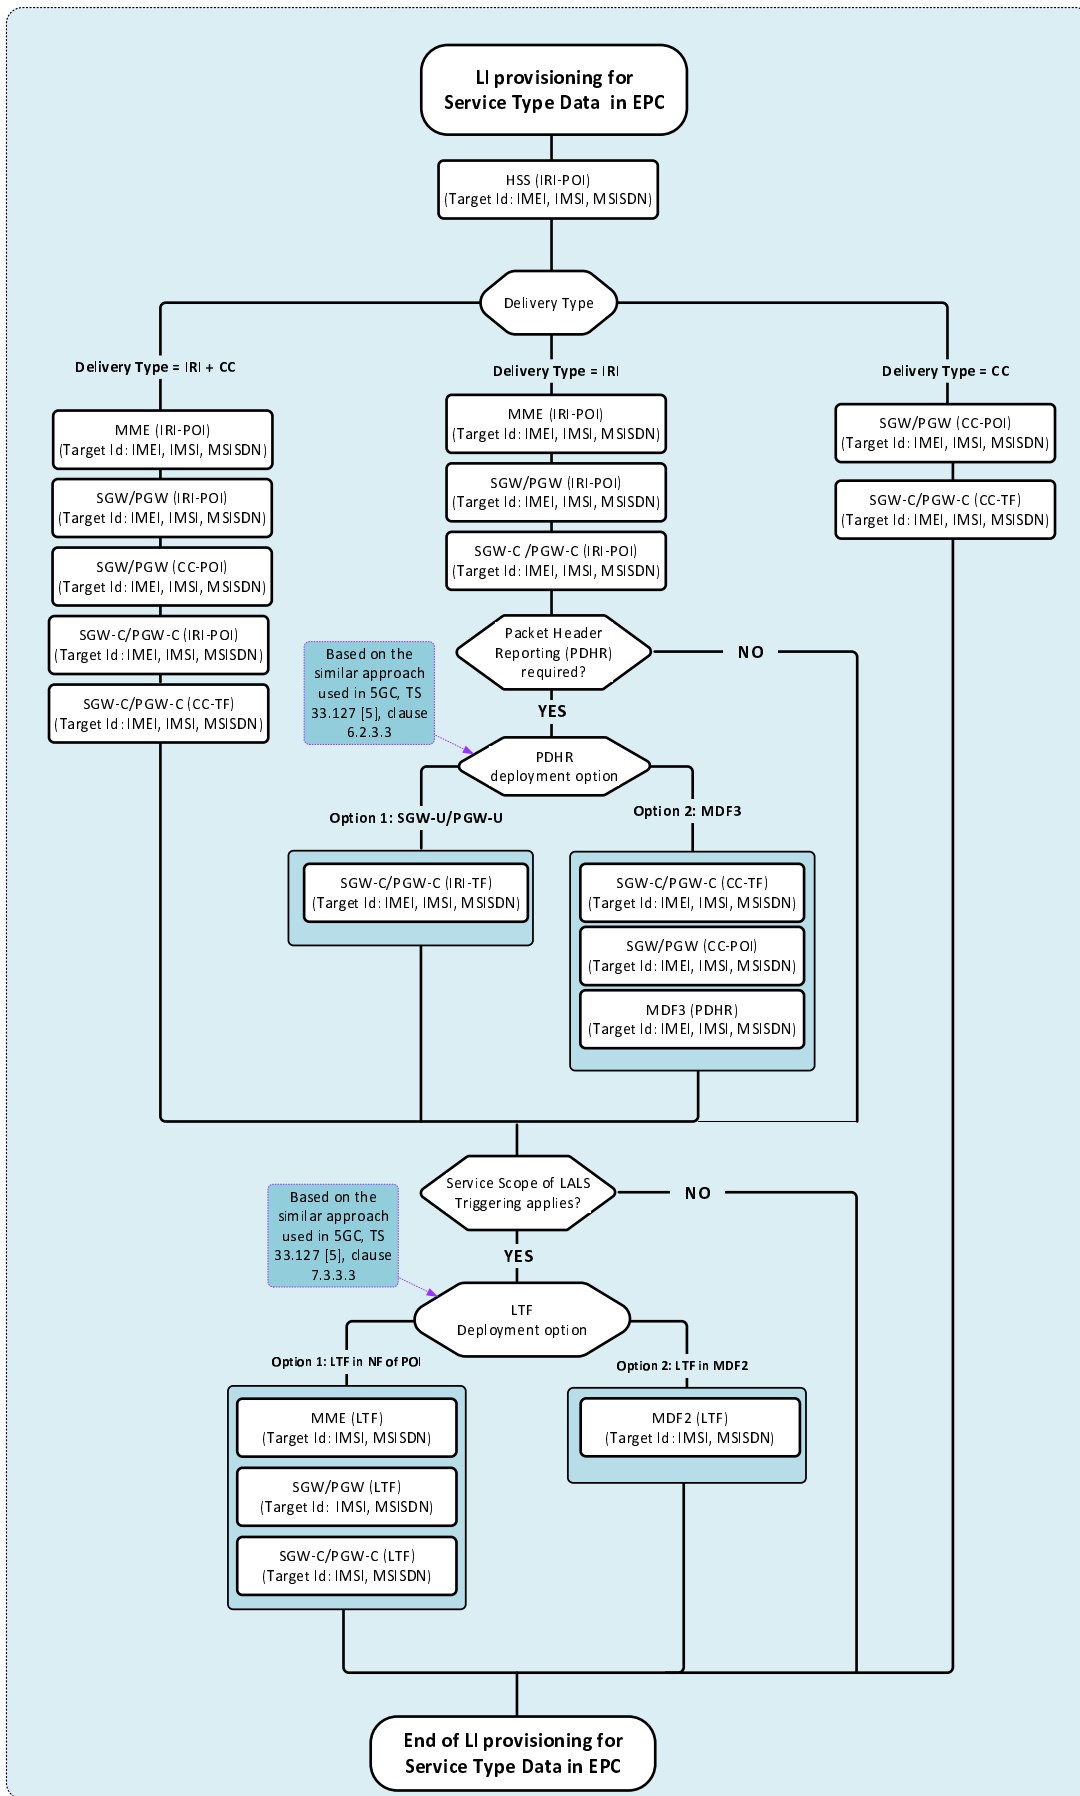 LI provisioning for
Service Type Data in EPC
HSS (IRI-POI)
(Target Id: IMEI, IMSI, MSISDN)
Delivery Type
Delivery Type = IRI + CC
Delivery Type = IRI
Delivery Type = CC
MME (IRI-POI)
(Target Id: IMEI, IMSI, MSISDN)
SGW/PGW (IRI-POI)
(Target Id: IMEI, IMSI, MSISDN)
SGW/PGW (CC-POI)
(Target Id: IMEI, IMSI, MSISDN)
SGW-C/PGW-C (IRI-POI)
(Target Id: IMEI, IMSI, MSISDN)
SGW-C/PGW-C (CC-TF)
(Target Id: IMEI, IMSI, MSISDN)
MME (IRI-POI)
(Target Id: IMEI, IMSI, MSISDN)
SGW/PGW (IRI-POI)
(Target Id: IMEI, IMSI, MSISDN)
SGW-C /PGW-C (IRI-POI)
(Target Id: IMEI, IMSI, MSISDN)
SGW/PGW (CC-POI)
(Target Id: IMEI, IMSI, MSISDN)
SGW-C/PGW-C (CC-TF)
(Target Id: IMEI, IMSI, MSISDN)
Packet Header
Reporting (PDHR)
required?
NO
YES
Based on the
similar approach
used in 5GC, TS
33.127 [5], clause
6.2.3.3
PDHR
deployment option
Option 1: SGW-U/PGW-U
Option 2: MDF3
SGW-C/PGW-C (IRI-TF)
(Target Id: IMEI, IMSI, MSISDN)
SGW-C/PGW-C (CC-TF)
(Target Id: IMEI, IMSI, MSISDN)
SGW/PGW (CC-POI)
(Target Id: IMEI, IMSI, MSISDN)
MDF3 (PDHR)
(Target Id: IMEI, IMSI, MSISDN)
Service Scope of LALS
Triggering applies?
NO
YES
Based on the
similar approach
used in 5GC, TS
33.127 [5], clause
7.3.3.3
LTF
Deployment option
Option 1: LTF in NF of POI
Option 2: LTF in MDF2
MME (LTF)
(Target Id: IMSI, MSISDN)
SGW/PGW (LTF)
(Target Id: IMSI, MSISDN)
SGW-C/PGW-C (LTF)
(Target Id: IMSI, MSISDN)
MDF2 (LTF)
(Target Id: IMSI, MSISDN)
End of LI provisioning for
Service Type Data in EPC